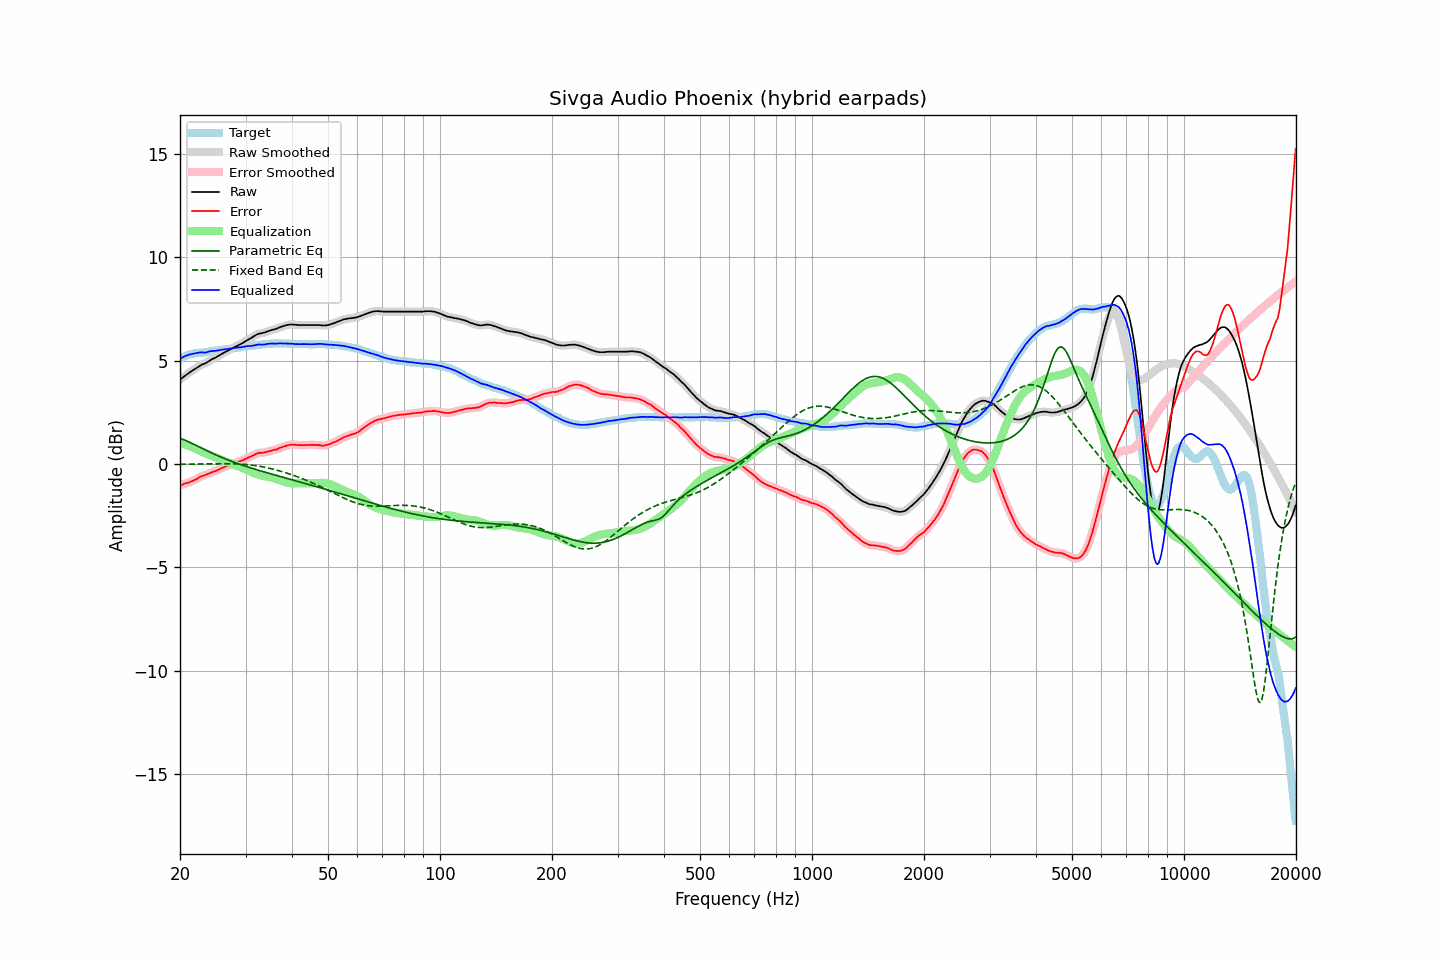 Sivga Audio Phoenix (hybrid earpads)
Target
Raw Smoothed
Error Smoothed
Raw
Error
Equalization
Parametric Eq
Fixed Band Eq
Equalized
Amplitude (dBr)
15
10
5
0
−5
−10
−15
20 50 100 200 500 1000 2000 5000 10000 20000
Frequency (Hz)